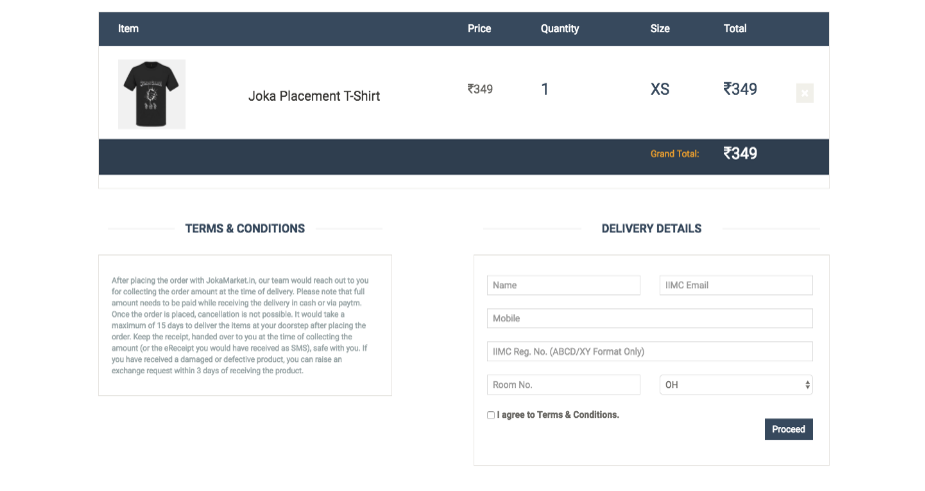 Item Price Quantity Size Total
Joka Placement T-Shirt ₹349 1 XS ₹349
Grand Total: ₹349
TERMS & CONDITIONS
After placing the order with JokaMarket.in, our team would reach out to you
for collecting the order amount at the time of delivery. Please note that full
amount needs to be paid while receiving the delivery in cash or via paytm.
Once the order is placed, cancellation is not possible. It would take a
maximum of 15 days to deliver the items at your doorstep after placing the
order. Keep the receipt, handed over to you at the time of collecting the
amount (or the eReceipt you would have received as SMS), safe with you. If
you have received a damaged or defective product, you can raise an
exchange request within 3 days of receiving the product.
DELIVERY DETAILS
Name IIMC Email
Mobile
IIMC Reg. No. (ABCD/XY Format Only)
Room No. OH
I agree to Terms & Conditions.
Proceed